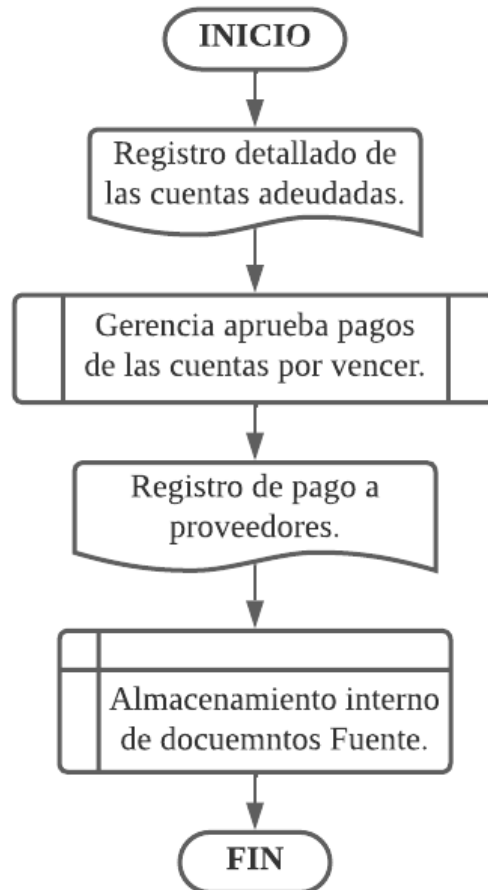 INICIO
Registro detallado de
las cuentas adeudadas.
Gerencia aprueba pagos
de las cuentas por vencer.
Registro de pago a
proveedores.
Almacenamiento interno
de docuemntos Fuente.
FIN